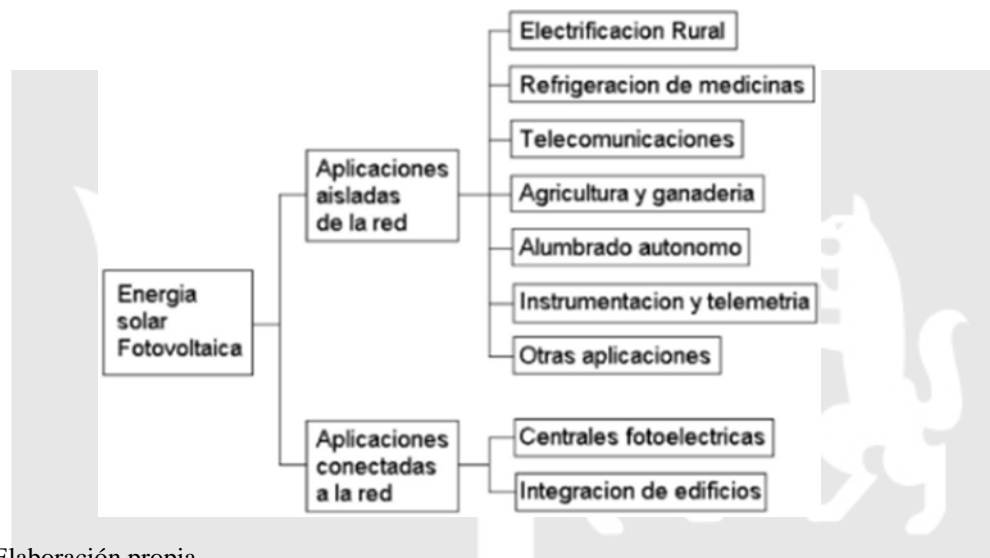 Energia
solar
Fotovoltaica
Aplicaciones
aisladas
de la red
Electrificacion Rural
Refrigeracion de medicinas
Telecomunicaciones
Agricultura y ganaderia
Alumbrado autonomo
Instrumentacion y telemetria
Otras aplicaciones
Aplicaciones
conectadas
a la red
Centrales fotoelectricas
Integracion de edificios
Elaboración propia